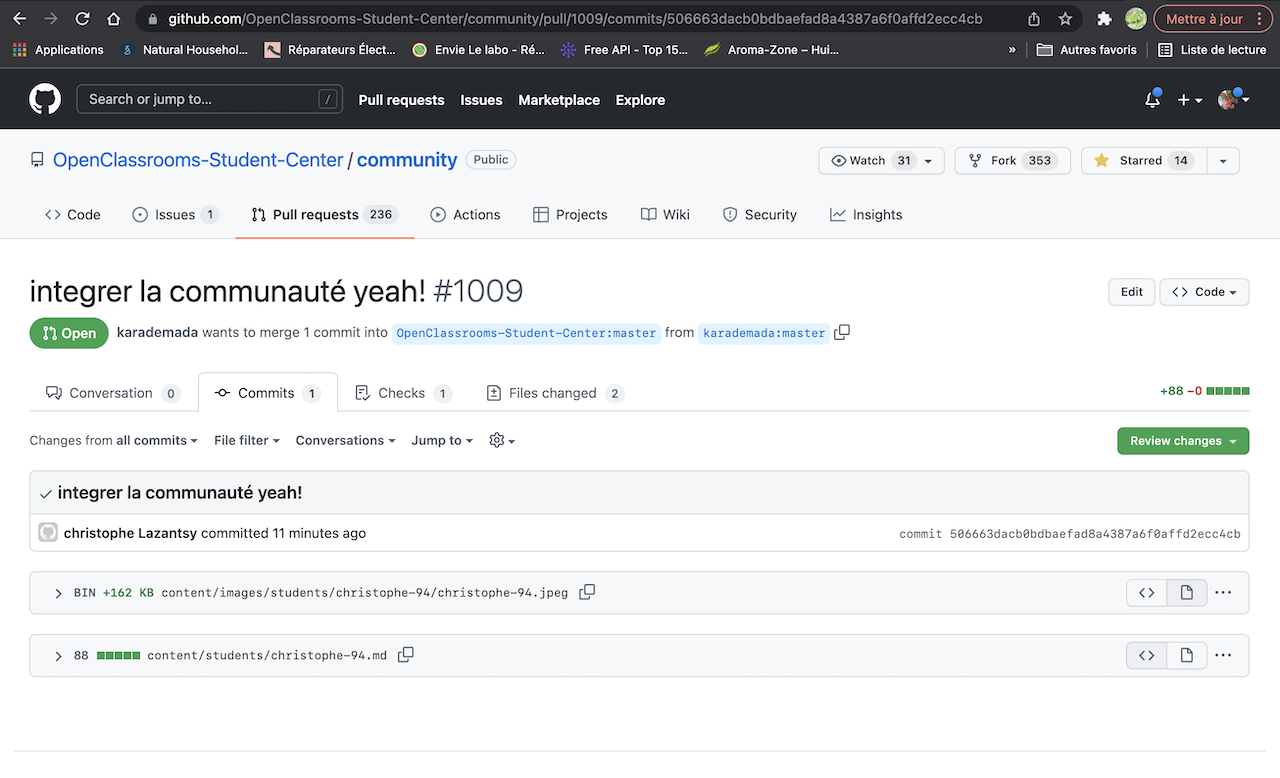 github.com/OpenClassrooms-Student-Center/community/pull/1009/commits/506663dacb0bdbaefad8a4387a6f0affd2ecc4cb Mettre à jour
Applications Natural Househol... Réparateurs Élect... Envie Le labo - Ré... Free API - Top 15... Aroma-Zone – Hui... » Autres favoris Liste de lecture
Search or jump to... / Pull requests Issues Marketplace Explore
OpenClassrooms-Student-Center / community Public Watch 31 Fork 353 Starred 14
Code Issues 1 Pull requests 236 Actions Projects Wiki Security Insights
integrer la communauté yeah! #1009 Edit Code
Open karademada wants to merge 1 commit into OpenClassrooms-Student-Center:master from karademada:master
Conversation 0 Commits 1 Checks 1 Files changed 2 +88 −0
Changes from all commits File filter Conversations Jump to Review changes
integrer la communauté yeah!
christophe Lazantsy committed 11 minutes ago commit 506663dacb0bdbaefad8a4387a6f0affd2ecc4cb
BIN +162 KB content/images/students/christophe-94/christophe-94.jpeg
88 content/students/christophe-94.md